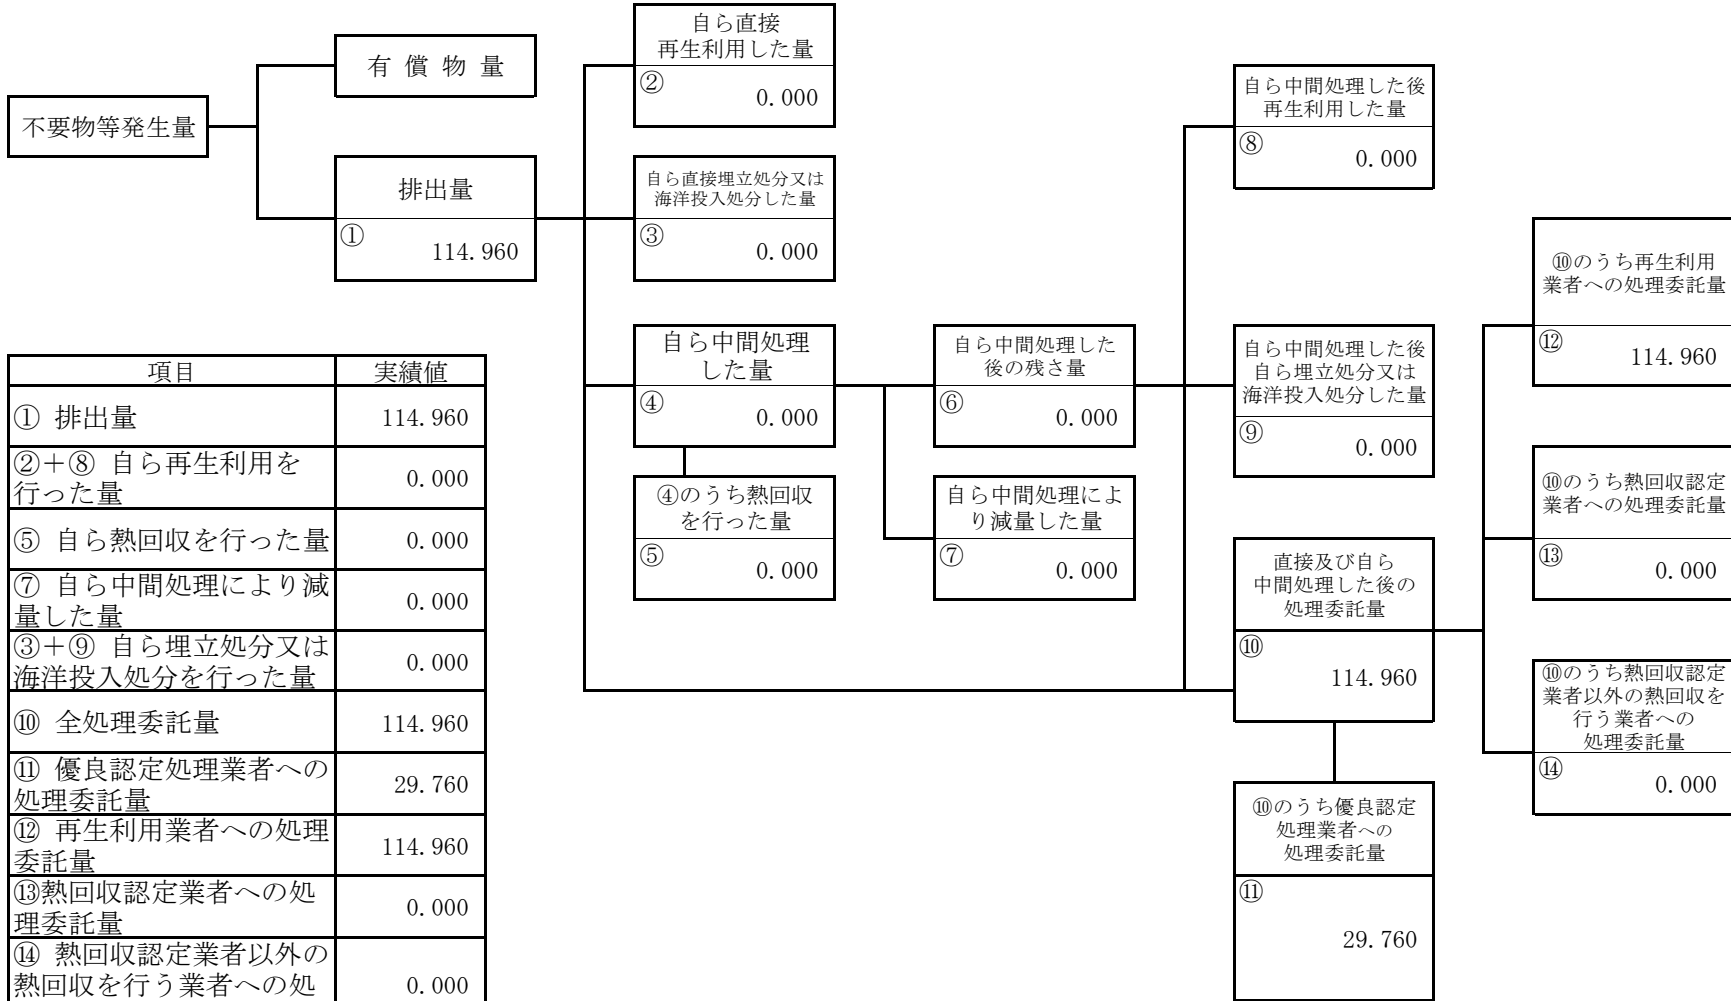 不要物等発生量
有 償 物 量
排出量
① 114.960
自ら直接
再生利用した量
② 0.000
自ら直接埋立処分又は
海洋投入処分した量
③ 0.000
自ら中間処理
した量
④ 0.000
④のうち熱回収
を行った量
⑤ 0.000
自ら中間処理した
後の残さ量
⑥ 0.000
自ら中間処理によ
り減量した量
⑦ 0.000
自ら中間処理した後
再生利用した量
⑧ 0.000
自ら中間処理した後
自ら埋立処分又は
海洋投入処分した量
⑨ 0.000
直接及び自ら
中間処理した後の
処理委託量
⑩ 114.960
⑩のうち優良認定
処理業者への
処理委託量
⑪ 29.760
⑩のうち再生利用
業者への処理委託量
⑫ 114.960
⑩のうち熱回収認定
業者への処理委託量
⑬ 0.000
⑩のうち熱回収認定
業者以外の熱回収を
行う業者への
処理委託量
⑭ 0.000
項目 実績値
① 排出量 114.960
②+⑧ 自ら再生利用を
行った量 0.000
⑤ 自ら熱回収を行った量 0.000
⑦ 自ら中間処理により減
量した量 0.000
③+⑨ 自ら埋立処分又は
海洋投入処分を行った量 0.000
⑩ 全処理委託量 114.960
⑪ 優良認定処理業者への
処理委託量 29.760
⑫ 再生利用業者への処理
委託量 114.960
⑬熱回収認定業者への処
理委託量 0.000
⑭ 熱回収認定業者以外の
熱回収を行う業者への処 0.000